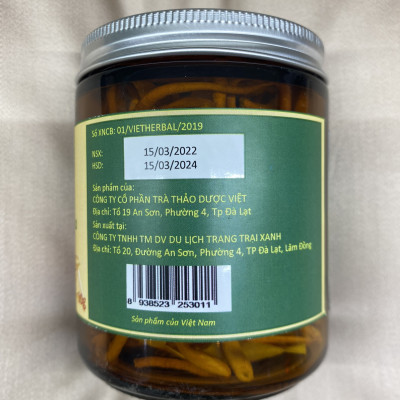 Số XNCB: 01/VIETHERBAL/2019
NSX: 15/03/2022
HSD: 15/03/2024
Sản phẩm của:
CÔNG TY CỔ PHẦN TRÀ THẢO DƯỢC VIỆT
Địa chỉ: Tổ 19 An Sơn, Phường 4, Tp Đà Lạt
Sản xuất tại:
CÔNG TY TNHH TM DV DU LỊCH TRANG TRẠI XANH
Địa chỉ: Tổ 20, Đường An Sơn, Phường 4, TP Đà Lạt, Lâm Đồng
8 938523 253011
Sản phẩm của Việt Nam